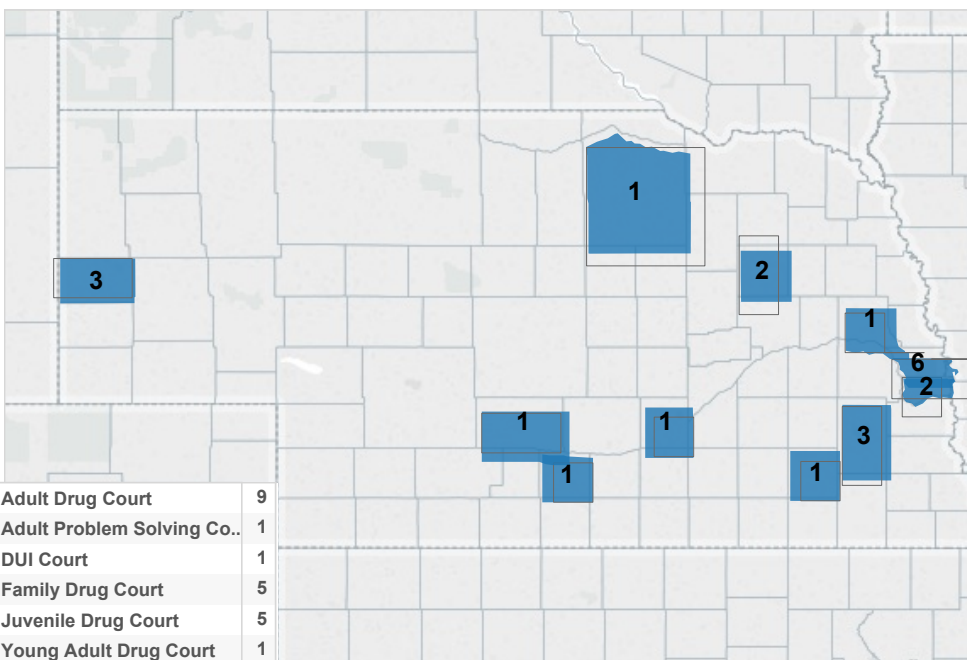 1
3
2
1
6
2
1
1
3
1
1
Adult Drug Court 9
Adult Problem Solving Co.. 1
DUI Court 1
Family Drug Court 5
Juvenile Drug Court 5
Young Adult Drug Court 1